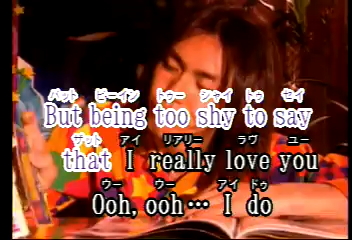 バット ビーイン トゥー シャイ トゥ セイ
But being too shy to say
ザット アイ リアリー ラヴ ユー
that I really love you
ウー ウー アイ ドゥ
Ooh, ooh… I do